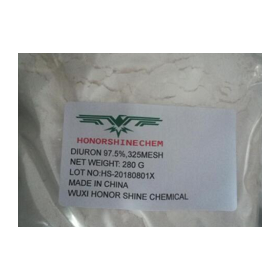 HONORSHINECHEM
DIURON 97.5%,325MESH
NET WEIGHT: 280 G
LOT NO:HS-20180801X
MADE IN CHINA
WUXI HONOR SHINE CHEMICAL